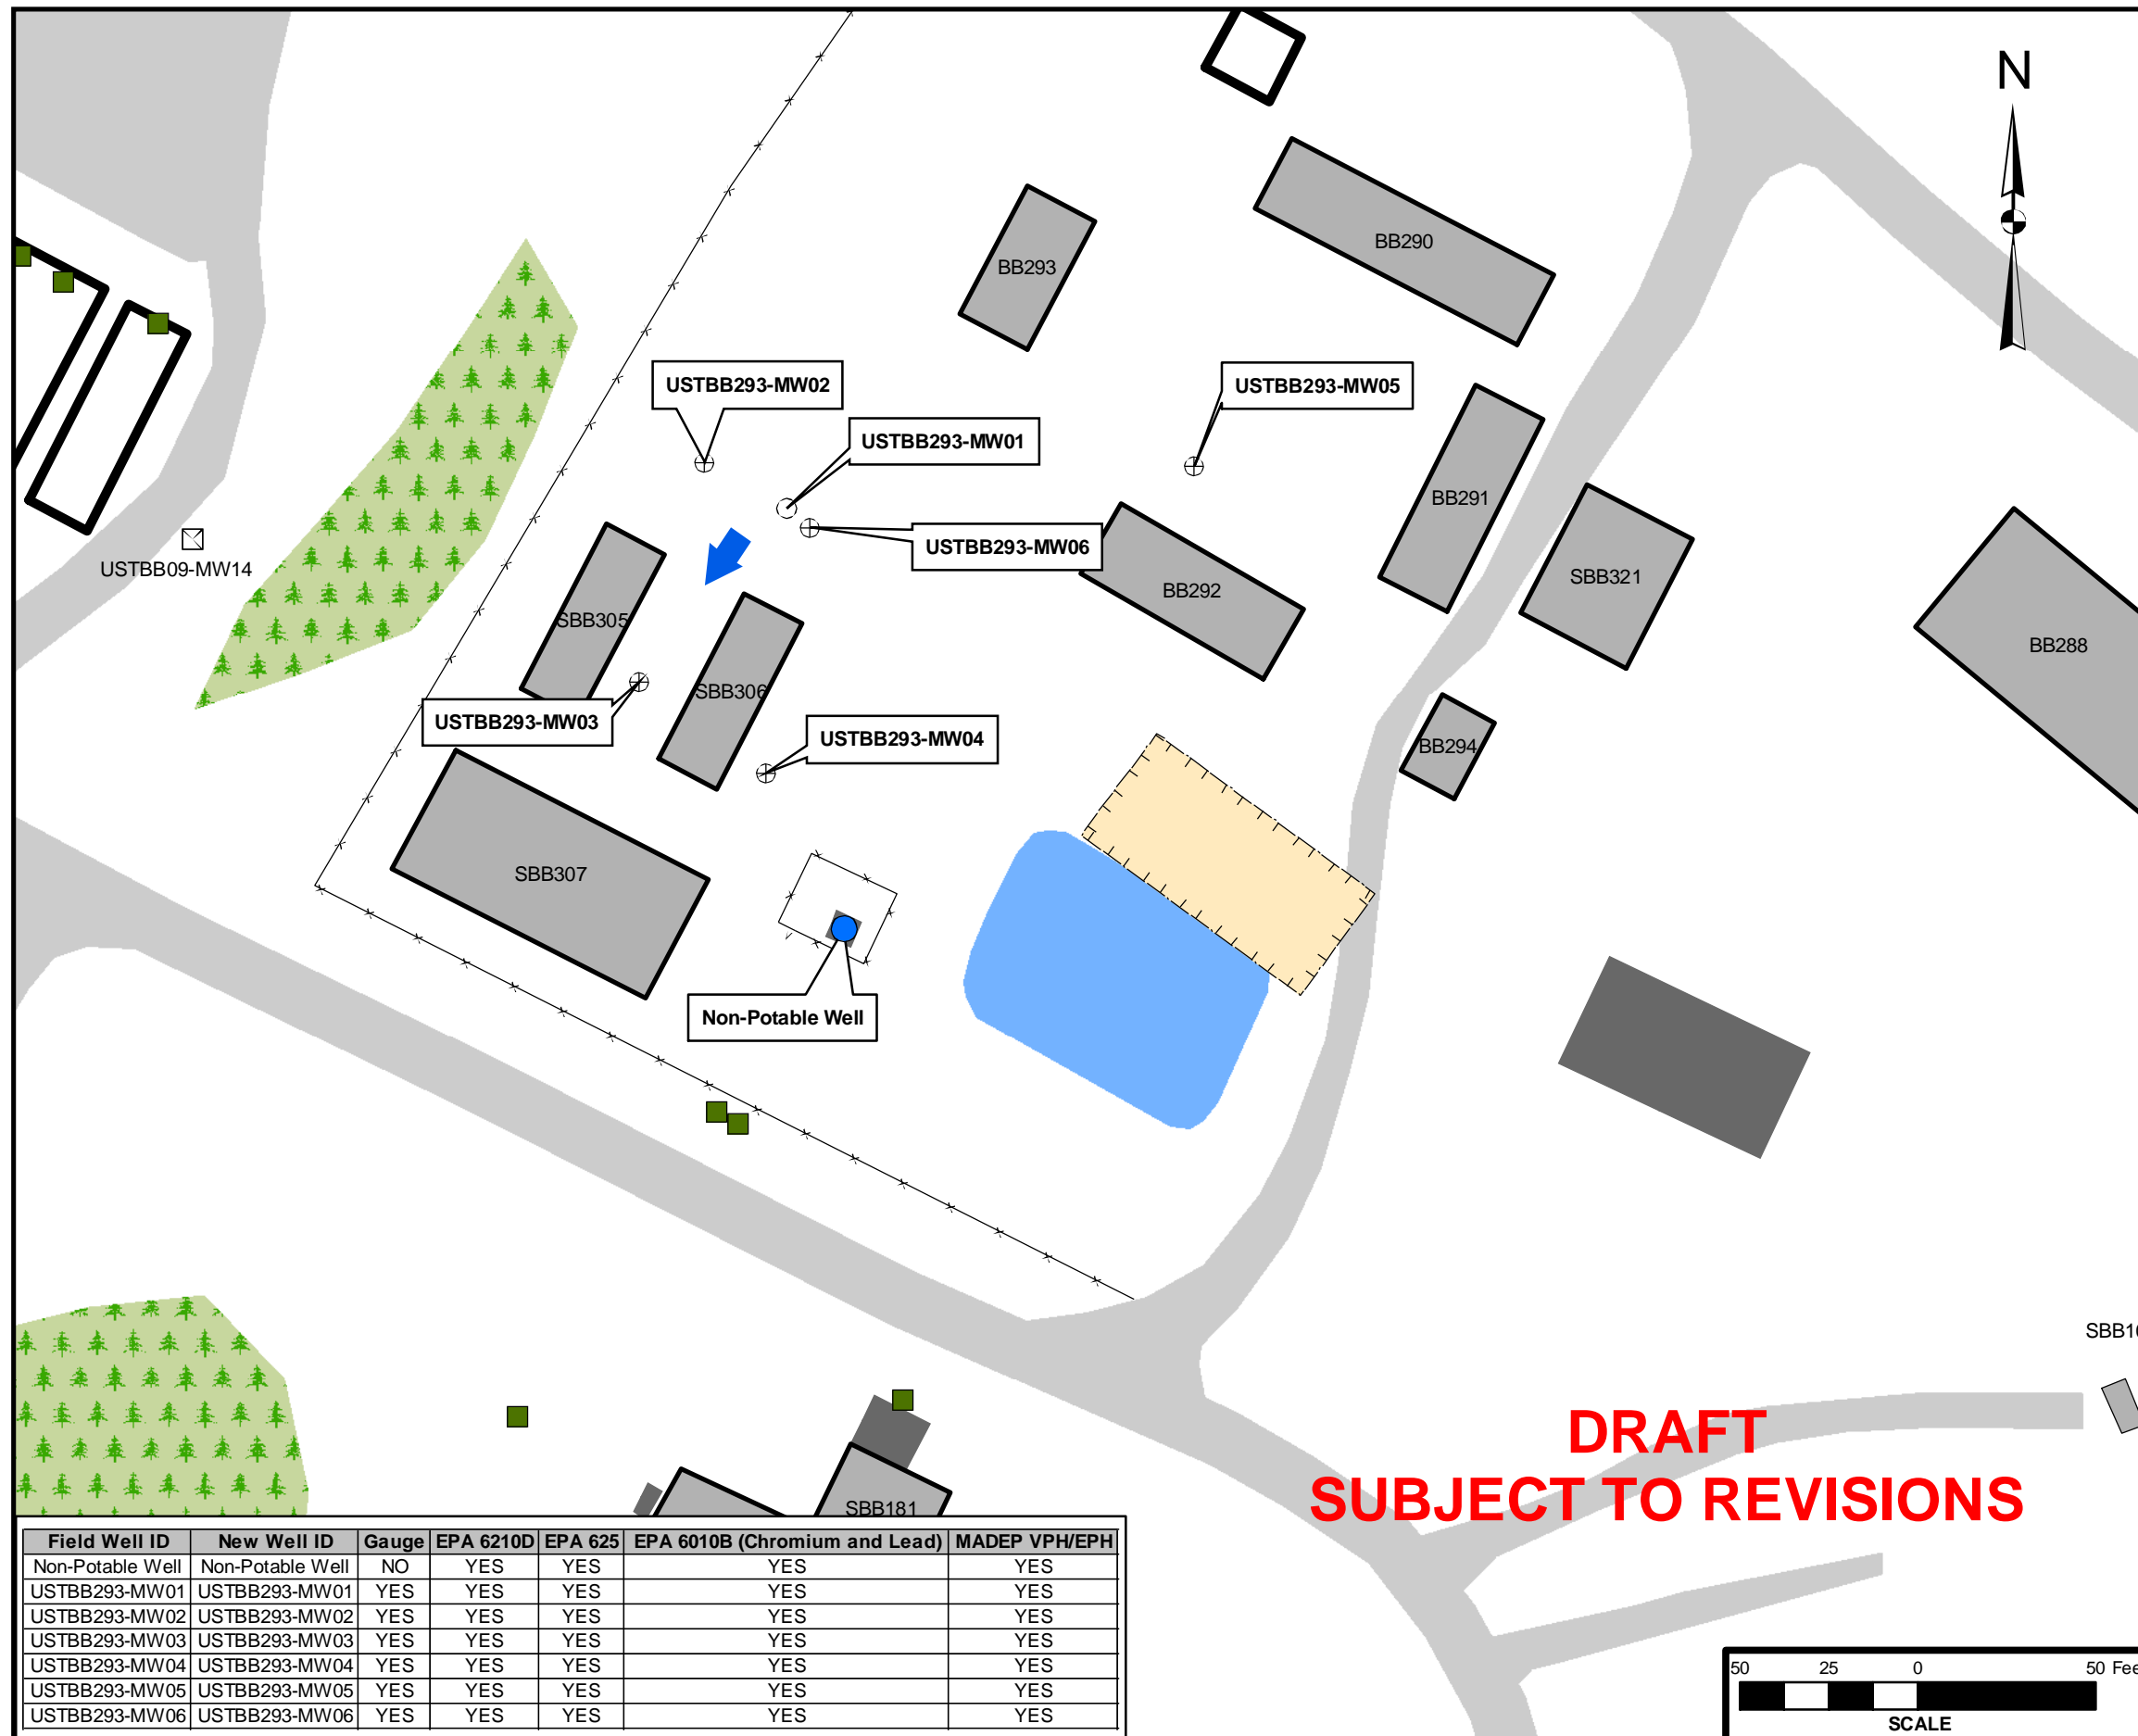 N
BB290
BB293
USTBB293-MW02
USTBB293-MW05
USTBB293-MW01
BB291
USTBB293-MW06
USTBB09-MW14
SBB321
BB292
SBB305
BB288
SBB306
USTBB293-MW03
USTBB293-MW04
BB294
SBB307
Non-Potable Well
DRAFT
SUBJECT TO REVISIONS
SBB181
Field Well ID New Well ID Gauge EPA 6210D EPA 625 EPA 6010B (Chromium and Lead) MADEP VPH/EPH
Non-Potable Well Non-Potable Well NO YES YES YES YES
USTBB293-MW01 USTBB293-MW01 YES YES YES YES YES
USTBB293-MW02 USTBB293-MW02 YES YES YES YES YES
USTBB293-MW03 USTBB293-MW03 YES YES YES YES YES
USTBB293-MW04 USTBB293-MW04 YES YES YES YES YES
USTBB293-MW05 USTBB293-MW05 YES YES YES YES YES
USTBB293-MW06 USTBB293-MW06 YES YES YES YES YES
50 25 0 50
SCALE